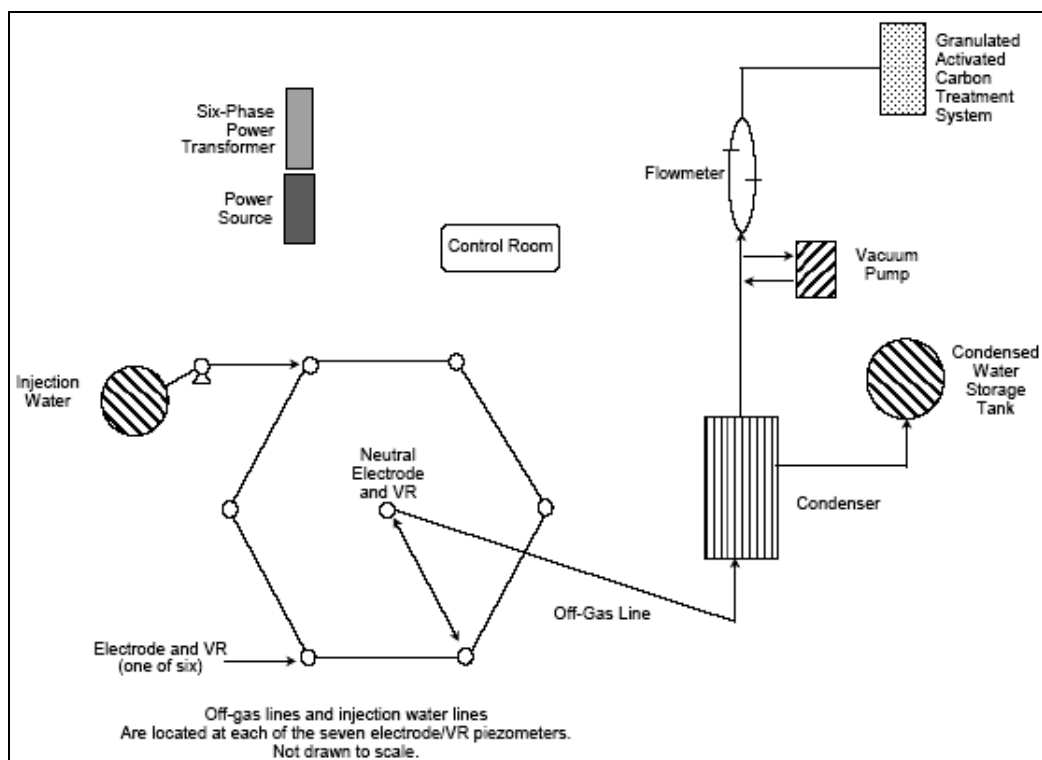 Granulated
Activated
Carbon
Treatment
System
Six-Phase
Power
Transformer
Flowmeter
Power
Source
Control Room
Vacuum
Pump
Injection
Water
Condensed
Water
Storage
Tank
Neutral
Electrode
and VR
Condenser
Off-Gas Line
Electrode and VR
(one of six)
Off-gas lines and injection water lines
Are located at each of the seven electrode/VR piezometers.
Not drawn to scale.